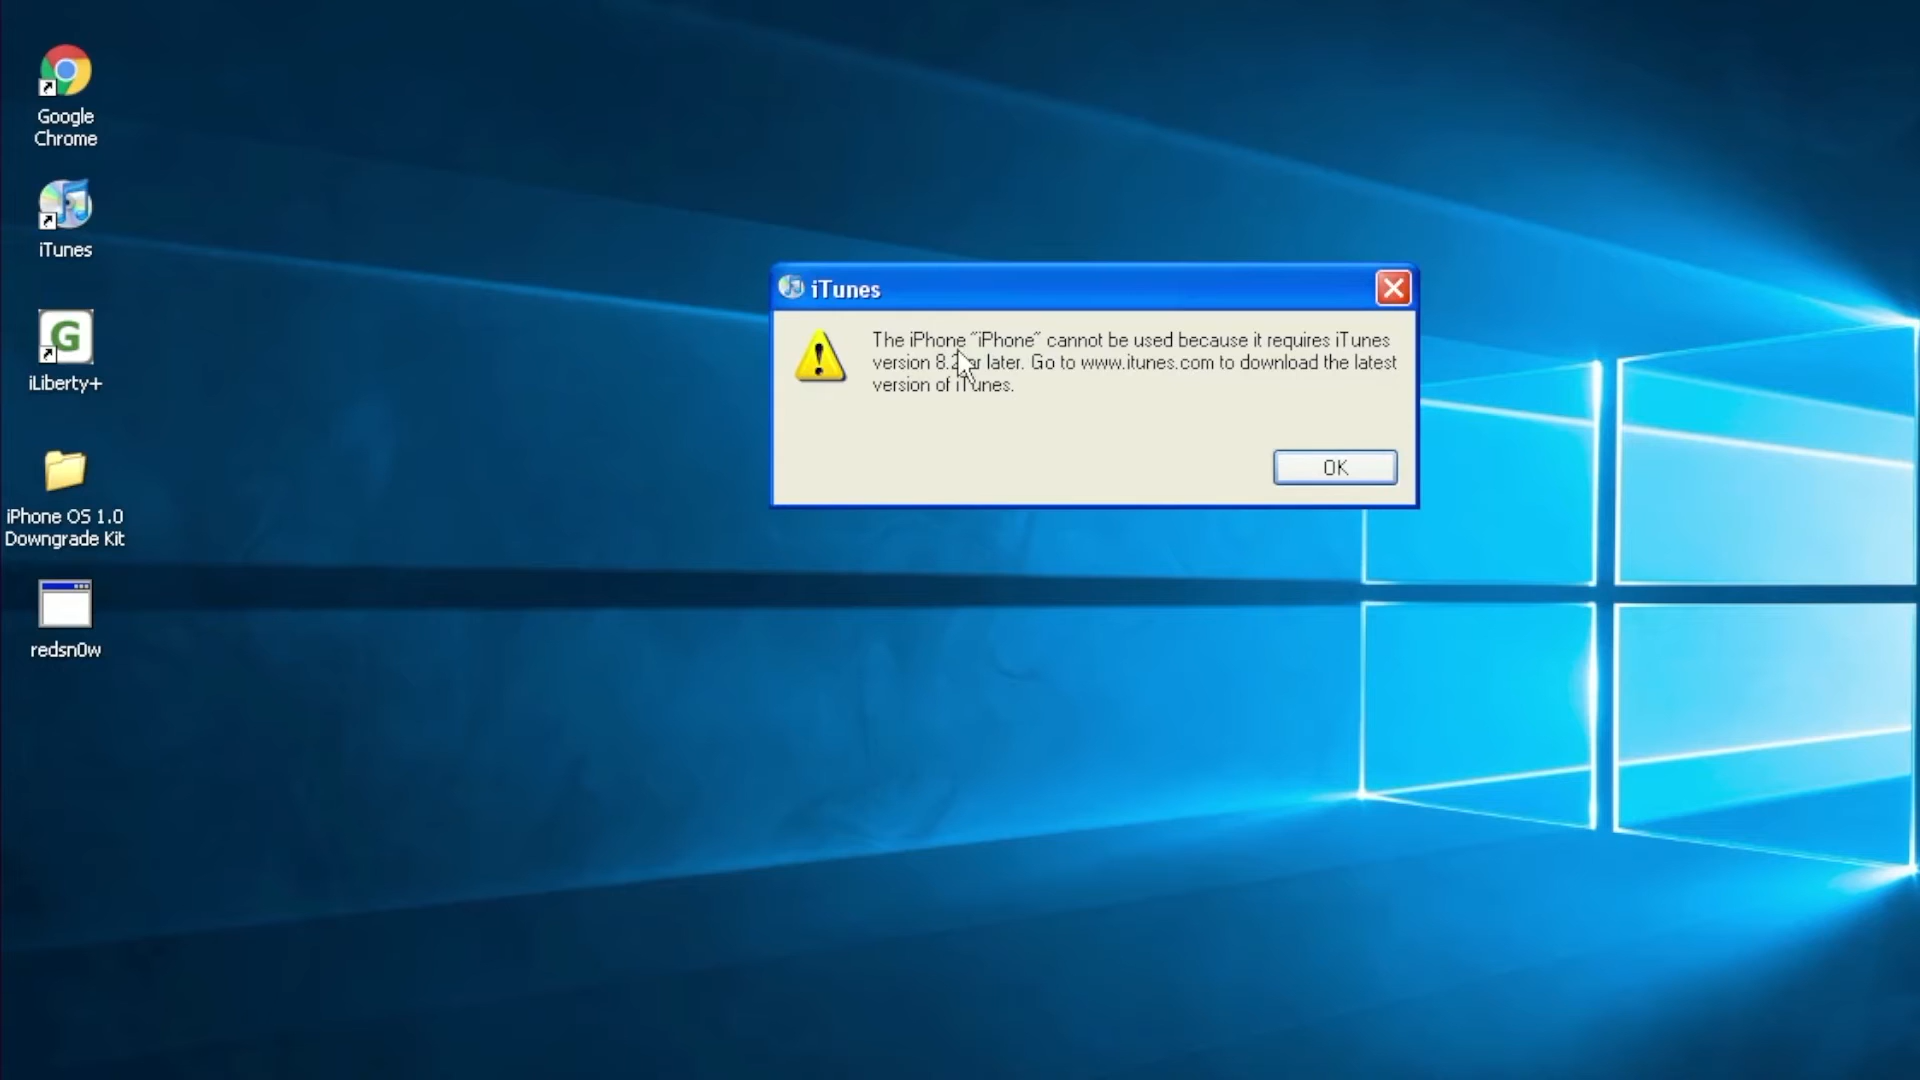 Google
Chrome
iTunes
iLiberty+
iPhone OS 1.0
Downgrade Kit
redsn0w
iTunes
The iPhone "iPhone" cannot be used because it requires iTunes
version 8.2 or later. Go to www.itunes.com to download the latest
version of iTunes.
OK